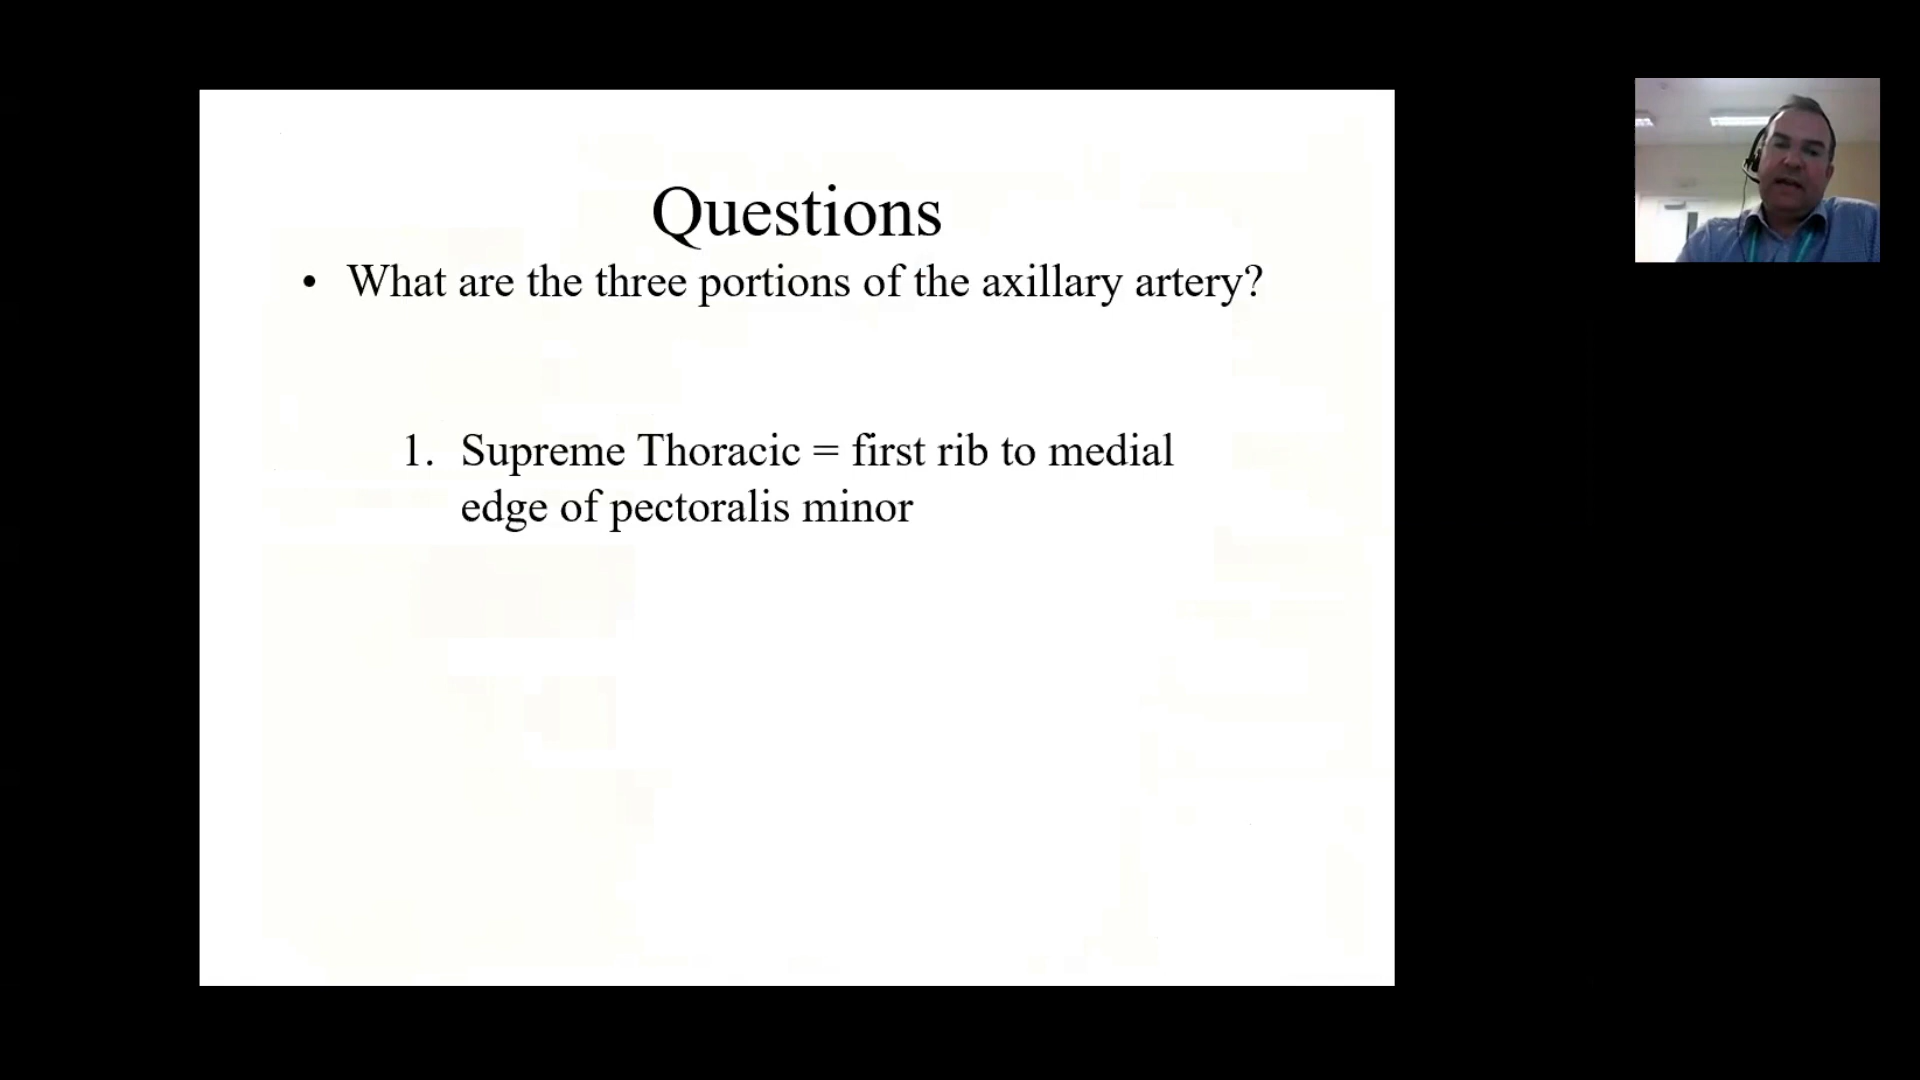 Questions
• What are the three portions of the axillary artery?
1. Supreme Thoracic = first rib to medial
edge of pectoralis minor